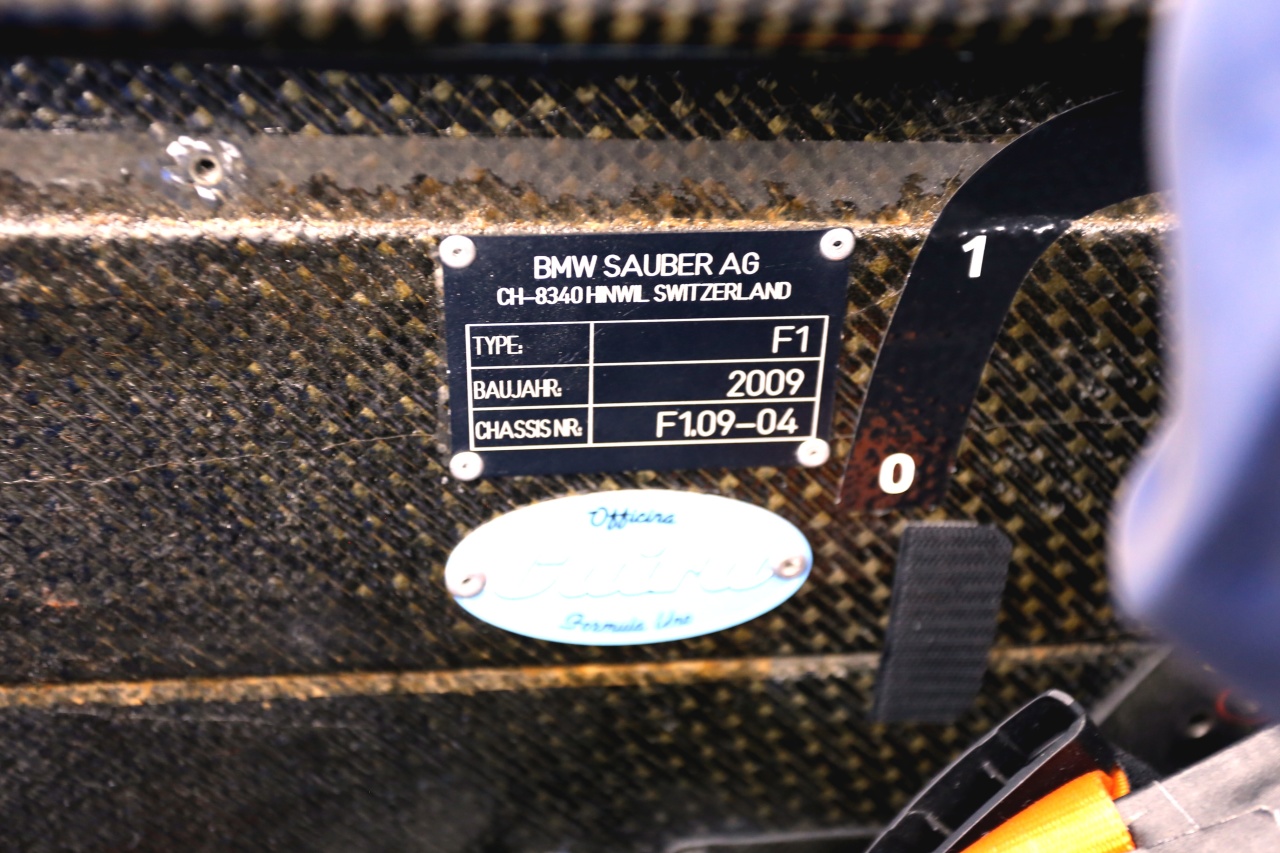 BMW SAUBER AG
CH-8340 HINWIL SWITZERLAND
TYPE: F1
BAUJAHR: 2009
CHASSIS NR: F1.09-04
1
0
Officina
Formula Uno